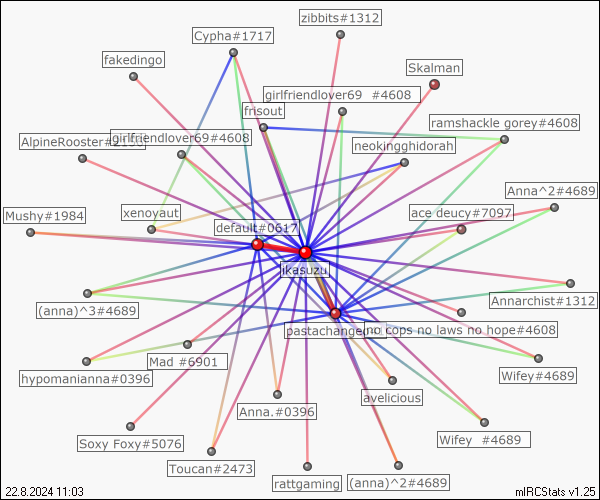 zibbits#1312
Cypha#1717
fakedingo
Skalman
girlfriendlover69 #4608
frisout
ramshackle gorey#4608
AlpineRooster#
girlfriendlover69#4608
neokingghidorah
Anna^2#4689
Mushy#1984
xenoyaut
ace deucy#7097
default#0617
jkasuzu
(anna)^3#4689
Annarchist#1312
pastachange
no cops no laws no hope#4608
Mad #6901
hypomanianna#0396
Wifey#4689
avelicious
Anna.#0396
Soxy Foxy#5076
Wifey #4689
Toucan#2473
rattgaming
(anna)^2#4689
22.8.2024 11:03
mIRCStats v1.25